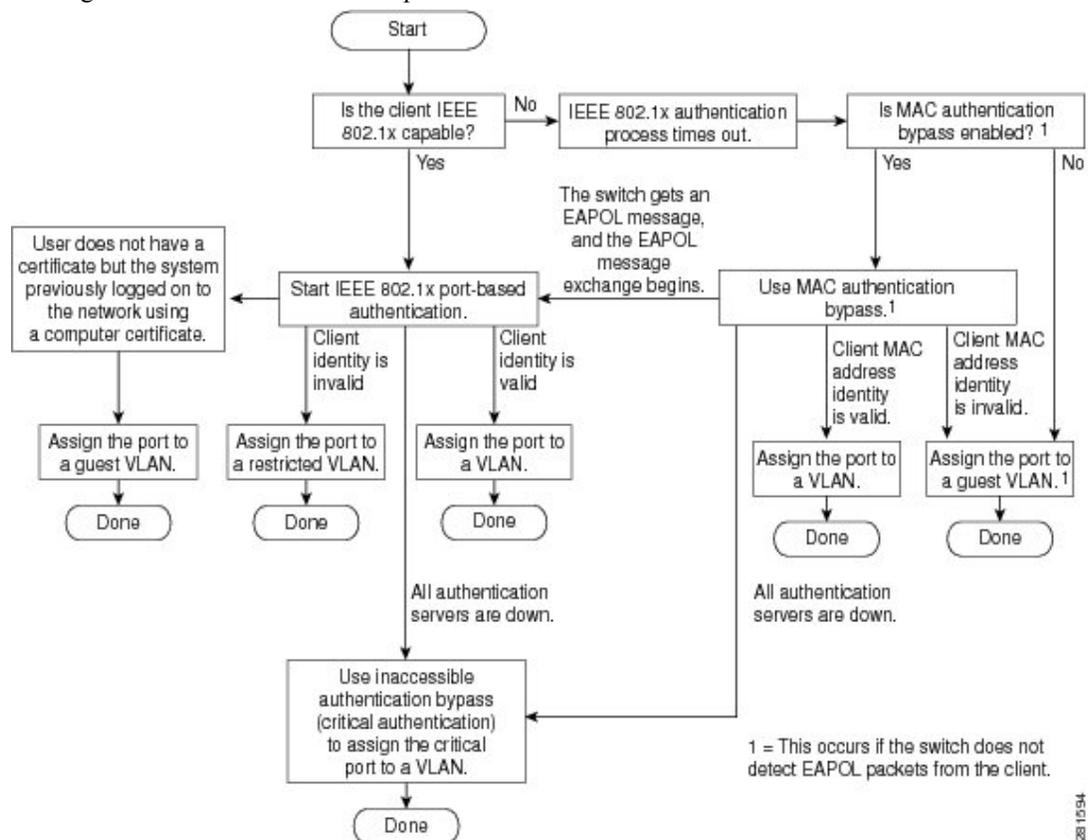 Start
Is the client IEEE
802.1x capable?
No
IEEE 802.1x authentication
process times out.
Is MAC authentication
bypass enabled? 1
Yes
Yes
No
The switch gets an
EAPOL message,
and the EAPOL
message
exchange begins.
User does not have a
certificate but the system
previously logged on to
the network using
a computer certificate.
Start IEEE 802.1x port-based
authentication.
Use MAC authentication
bypass.1
Client
identity is
invalid
Client
identity is
valid
Client MAC
address
identity
is valid.
Client MAC
address
identity
is invalid.
Assign the port to
a guest VLAN.
Assign the port to
a restricted VLAN.
Assign the port to
a VLAN.
Assign the port to
a VLAN.
Assign the port to
a guest VLAN.1
Done
Done
Done
Done
Done
All authentication
servers are down.
All authentication
servers are down.
Use inaccessible
authentication bypass
(critical authentication)
to assign the critical
port to a VLAN.
1 = This occurs if the switch does not
detect EAPOL packets from the client.
Done